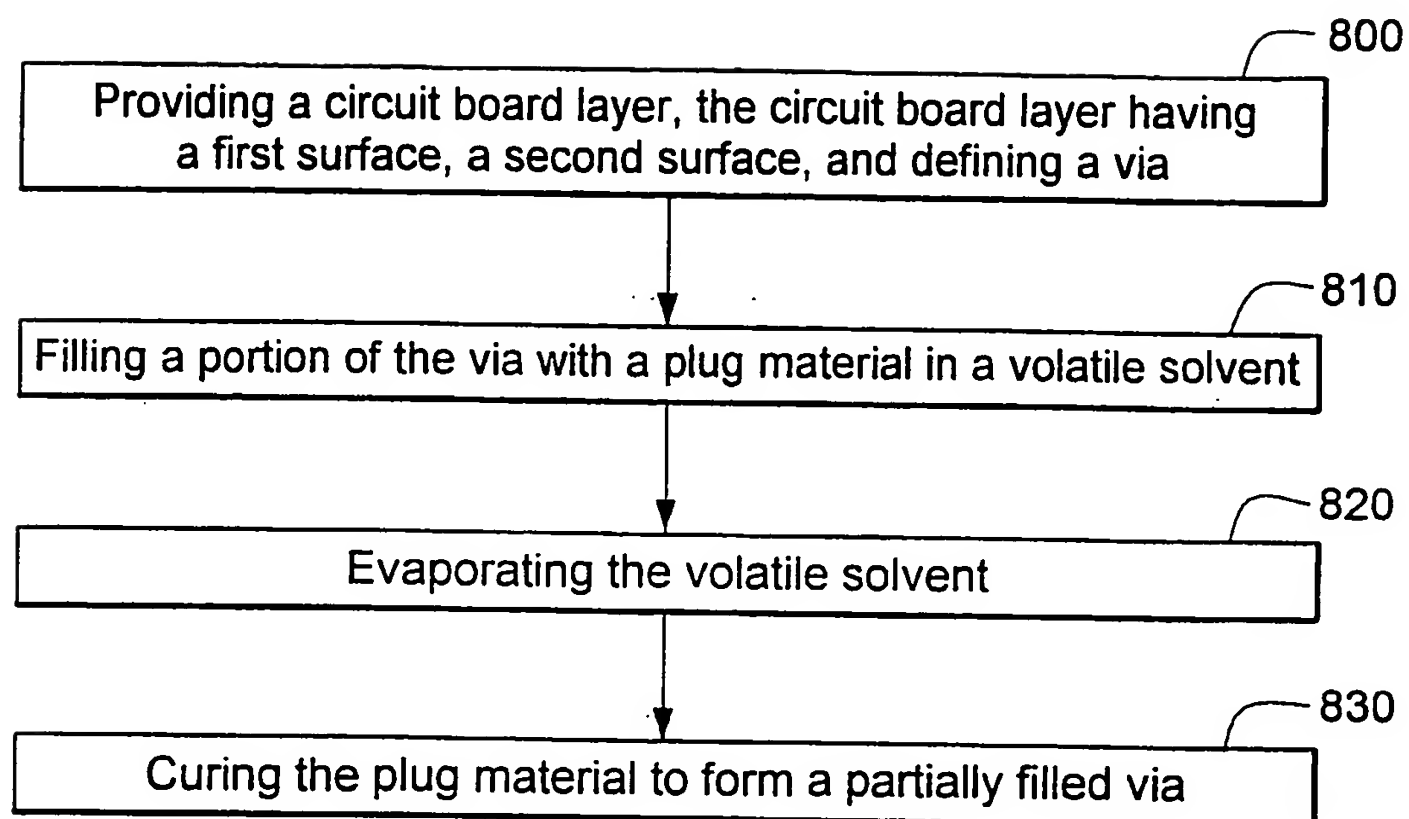 800
Providing a circuit board layer, the circuit board layer having
a first surface, a second surface, and defining a via
810
Filling a portion of the via with a plug material in a volatile solvent
820
Evaporating the volatile solvent
830
Curing the plug material to form a partially filled via